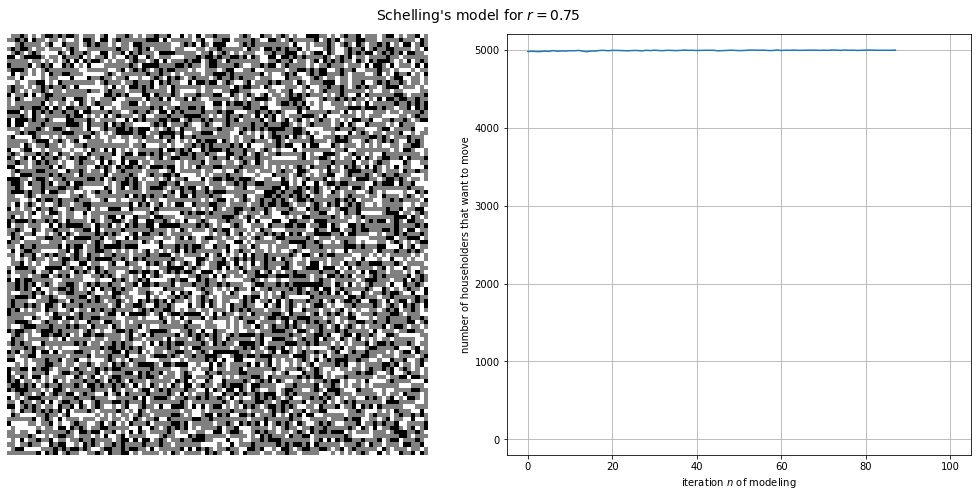 Schelling's model for r = 0.75
5000
4000
3000
2000
1000
0
number of householders that want to move
0 20 40 60 80 100
iteration n of modeling